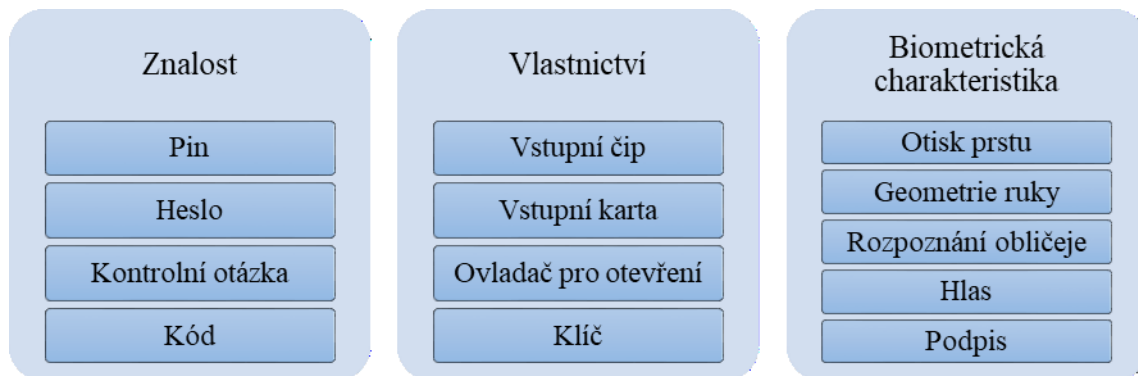 Znalost
Pin
Heslo
Kontrolní otázka
Kód
Vlastnictví
Vstupní čip
Vstupní karta
Ovladač pro otevření
Klíč
Biometrická
charakteristika
Otisk prstu
Geometrie ruky
Rozpoznání obličeje
Hlas
Podpis